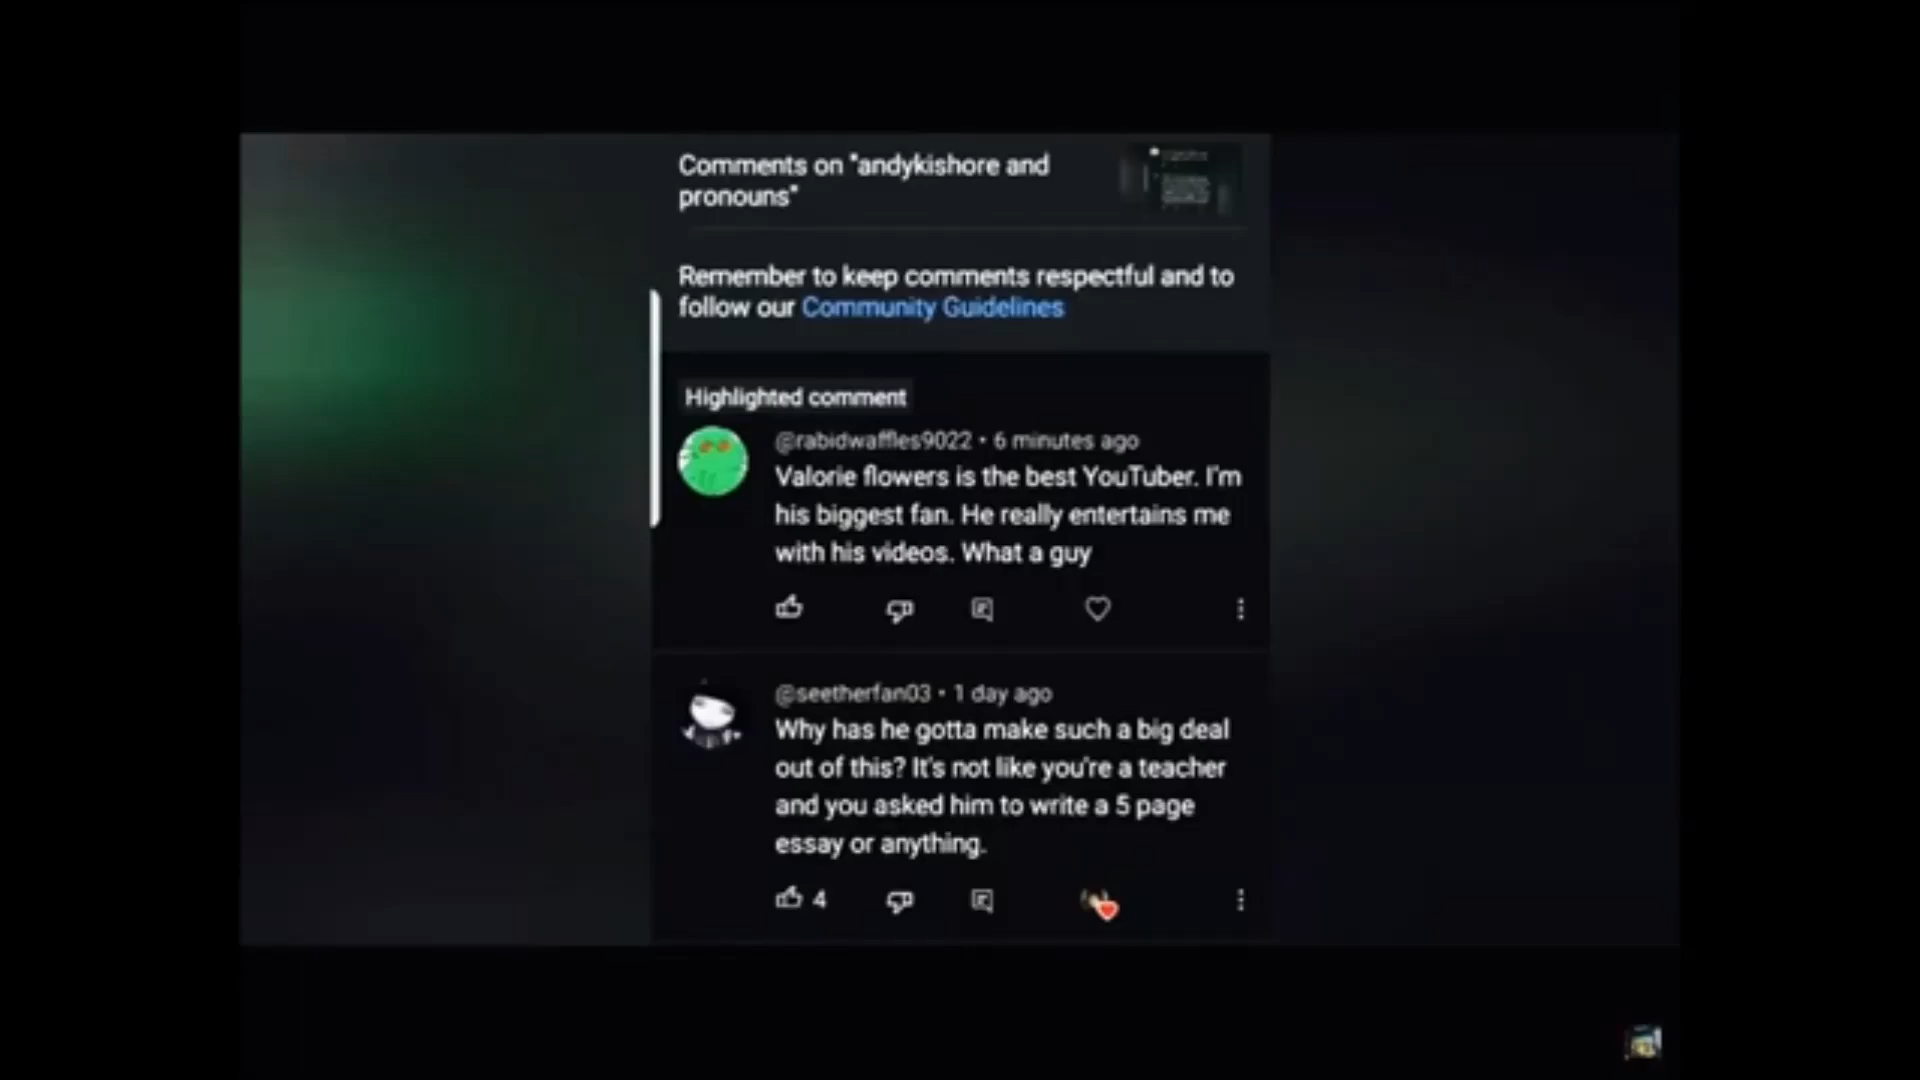 Comments on "andykishore and
pronouns"
Remember to keep comments respectful and to
follow our Community Guidelines
Highlighted comment
@rabidwaffles9022 • 6 minutes ago
Valorie flowers is the best YouTuber. I'm
his biggest fan. He really entertains me
with his videos. What a guy
@seetherfan03 • 1 day ago
Why has he gotta make such a big deal
out of this? It's not like you're a teacher
and you asked him to write a 5 page
essay or anything.
4